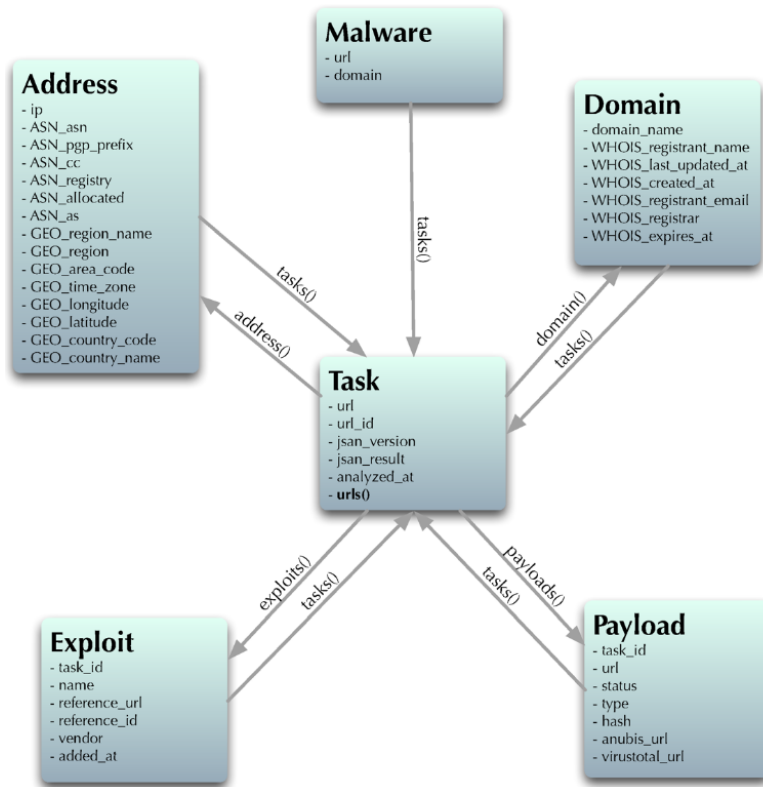 Malware
- url
- domain
Address
- ip
- ASN_asn
- ASN_pgp_prefix
- ASN_cc
- ASN_registry
- ASN_allocated
- ASN_as
- GEO_region_name
- GEO_region
- GEO_area_code
- GEO_time_zone
- GEO_longitude
- GEO_latitude
- GEO_country_code
- GEO_country_name
Domain
- domain_name
- WHOIS_registrant_name
- WHOIS_last_updated_at
- WHOIS_created_at
- WHOIS_registrant_email
- WHOIS_registrar
- WHOIS_expires_at
tasks()
tasks()
address()
domain()
tasks()
Task
- url
- url_id
- jsan_version
- jsan_result
- analyzed_at
- urls()
exploits()
tasks()
payloads()
tasks()
Exploit
- task_id
- name
- reference_url
- reference_id
- vendor
- added_at
Payload
- task_id
- url
- status
- type
- hash
- anubis_url
- virustotal_url